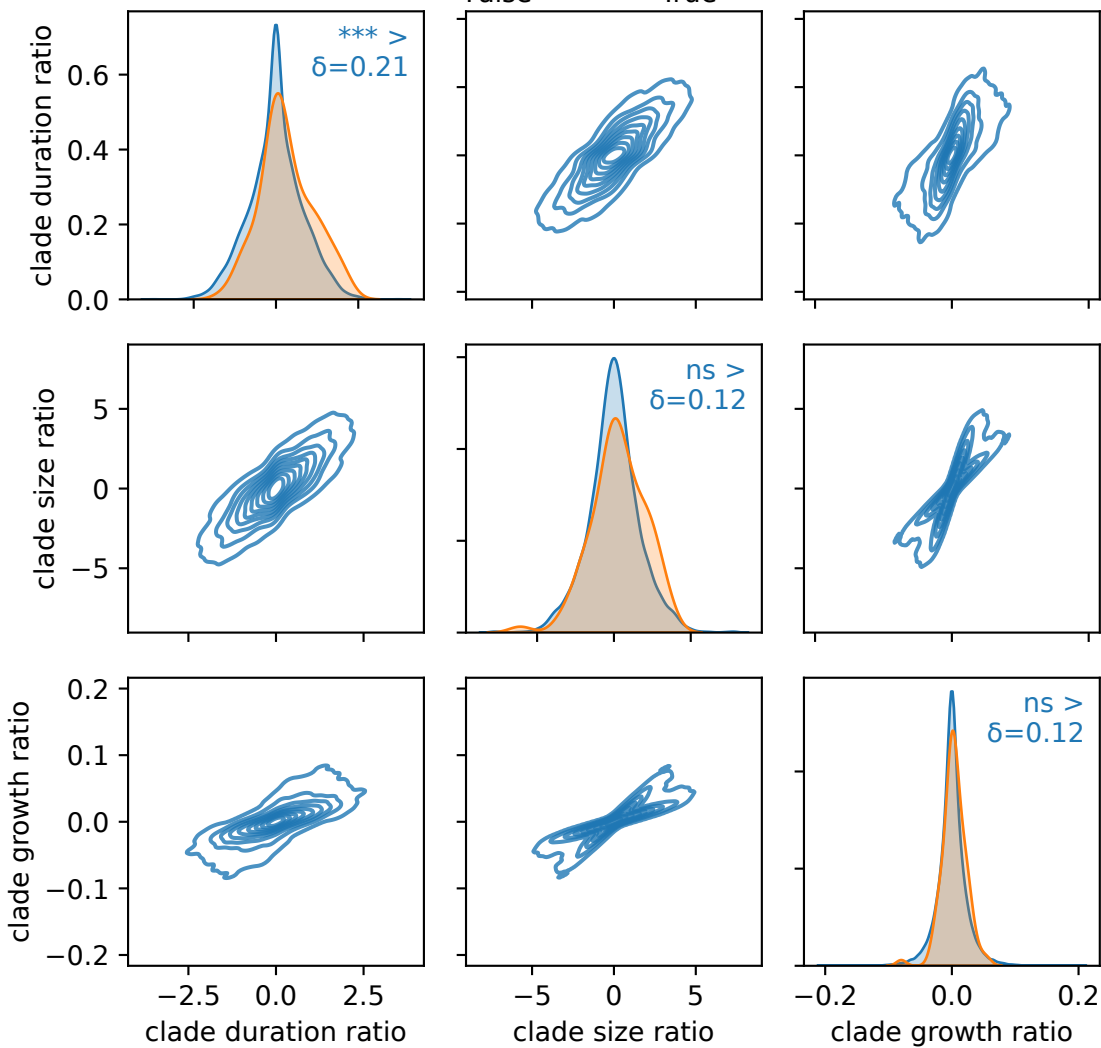 clade duration ratio
0.6
0.4
0.2
0.0
*** >
δ=0.21
True
clade size ratio
5
0
−5
ns >
δ=0.12
clade growth ratio
0.2
0.1
0.0
−0.1
−0.2
ns >
δ=0.12
−2.5 0.0 2.5
−5 0 5
−0.2 0.0 0.2
clade duration ratio
clade size ratio
clade growth ratio